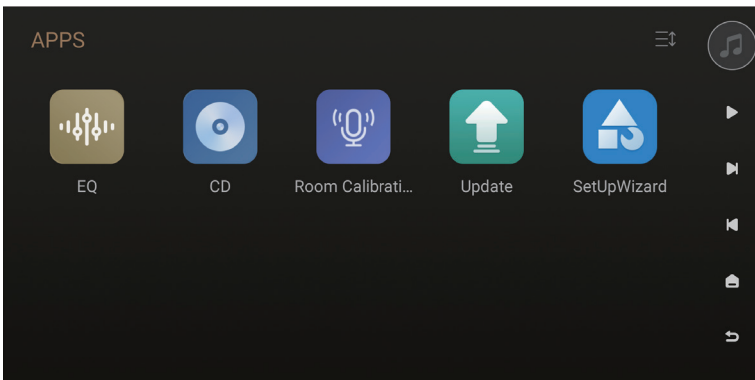 APPS
EQ
CD
Room Calibrati...
Update
SetUpWizard